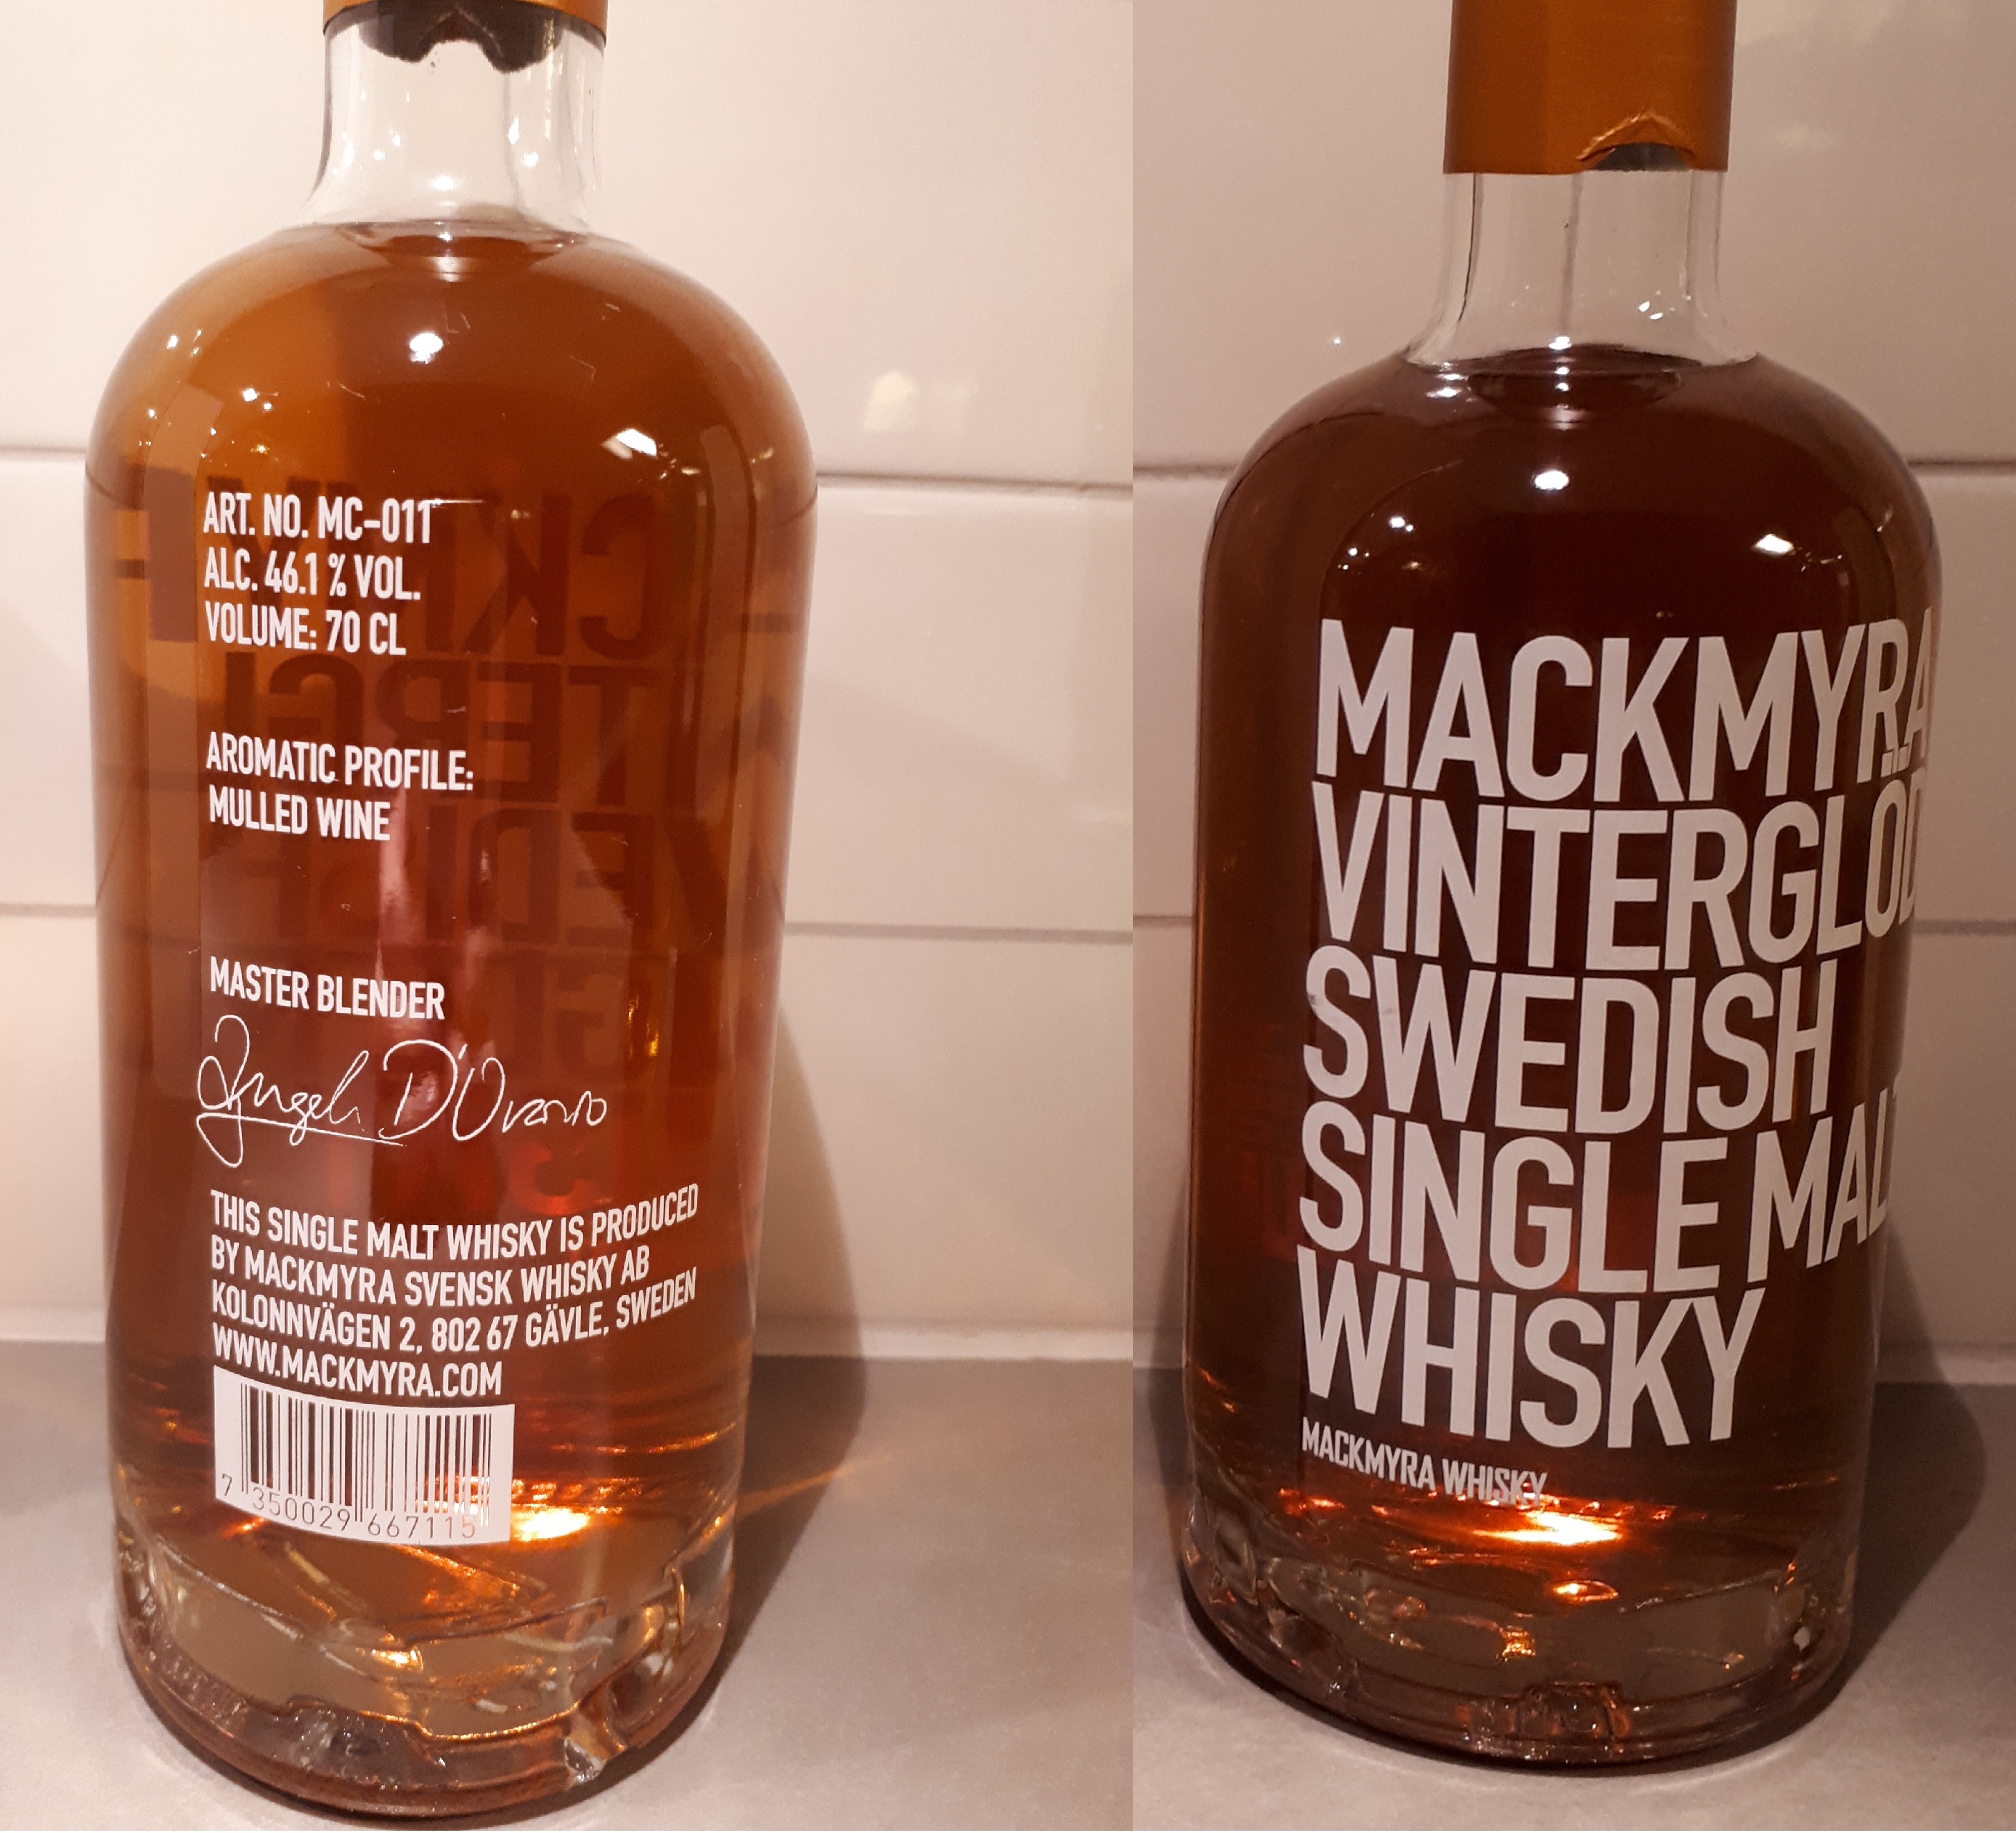 ART. NO. MC-011
ALC. 46.1 % VOL.
VOLUME: 70 CL
AROMATIC PROFILE:
MULLED WINE
MASTER BLENDER
Angela D'Orazio
THIS SINGLE MALT WHISKY IS PRODUCED
BY MACKMYRA SVENSK WHISKY AB
KOLONNVÄGEN 2, 802 67 GÄVLE, SWEDEN
WWW.MACKMYRA.COM
7 350029 667115
MACKMYRA
VINTERGLÖD
SWEDISH
SINGLE MALT
WHISKY
MACKMYRA WHISKY